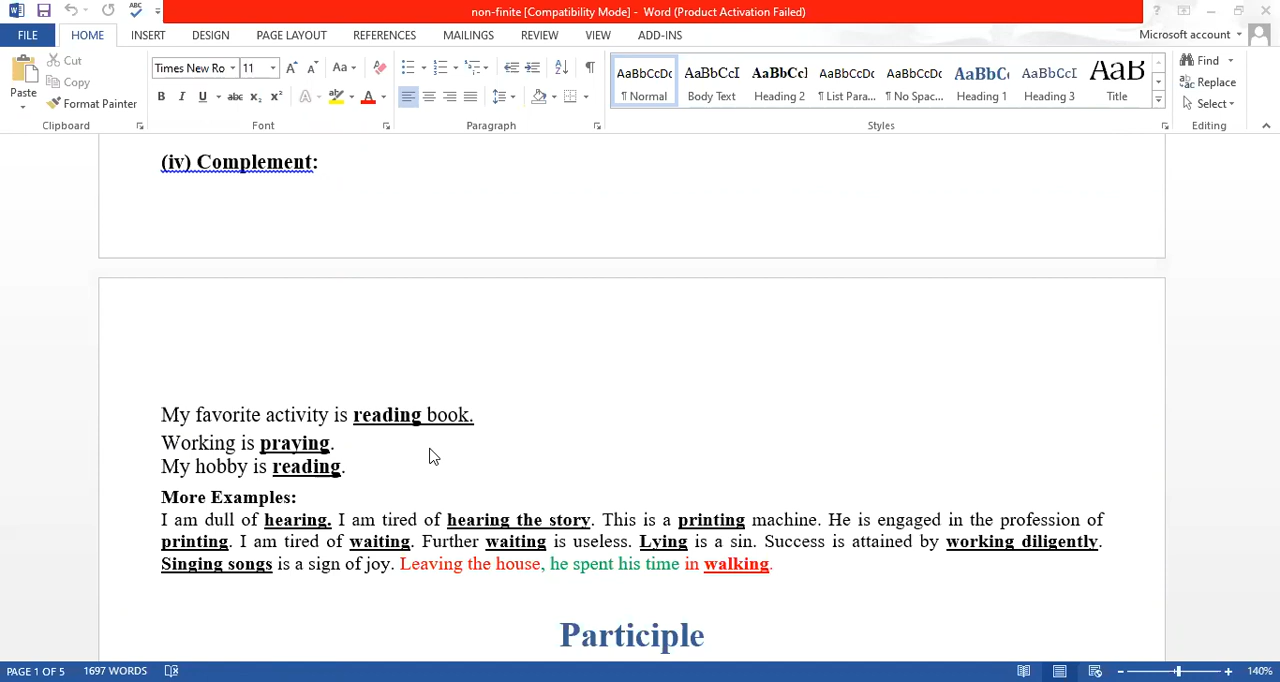 non-finite [Compatibility Mode] - Word (Product Activation Failed)
FILE HOME INSERT DESIGN PAGE LAYOUT REFERENCES MAILINGS REVIEW VIEW ADD-INS Microsoft account
Cut
Copy
Format Painter
Paste
Clipboard
Times New Ro 11
Font
Paragraph
AaBbCcDc AaBbCcI AaBbCcI AaBbCcDc AaBbCcDc AaBbC AaBbCcI AaB
¶ Normal Body Text Heading 2 ¶ List Para... ¶ No Spac... Heading 1 Heading 3 Title
Styles
Find
Replace
Select
Editing
(iv) Complement:
My favorite activity is reading book.
Working is praying.
My hobby is reading.
More Examples:
I am dull of hearing. I am tired of hearing the story. This is a printing machine. He is engaged in the profession of
printing. I am tired of waiting. Further waiting is useless. Lying is a sin. Success is attained by working diligently.
Singing songs is a sign of joy. Leaving the house, he spent his time in walking.
Participle
PAGE 1 OF 5 1697 WORDS 140%